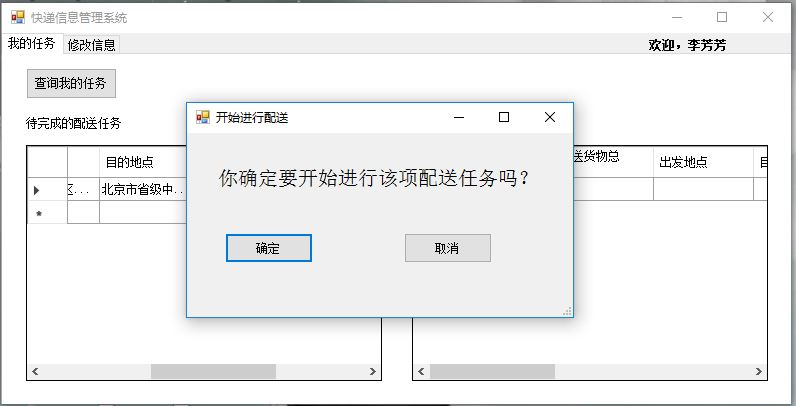 快递信息管理系统
我的任务 修改信息 欢迎，李芳芳
查询我的任务
待完成的配送任务
目的地点
北京市省级中...
送货物总
出发地点
开始进行配送
你确定要开始进行该项配送任务吗？
确定 取消